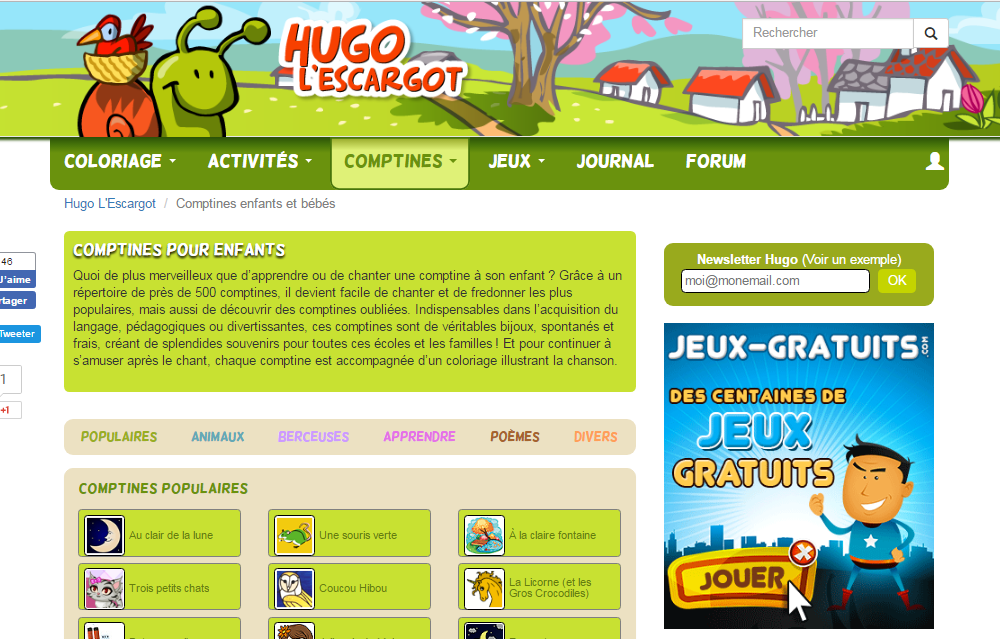 HUGO
L'ESCARGOT
Rechercher
COLORIAGE ACTIVITÉS COMPTINES JEUX JOURNAL FORUM
Hugo L'Escargot / Comptines enfants et bébés
46
J'aime
rtager
Tweeter
1
+1
COMPTINES POUR ENFANTS
Quoi de plus merveilleux que d'apprendre ou de chanter une comptine à son enfant ? Grâce à un
répertoire de près de 500 comptines, il devient facile de chanter et de fredonner les plus
populaires, mais aussi de découvrir des comptines oubliées. Indispensables dans l'acquisition du
langage, pédagogiques ou divertissantes, ces comptines sont de véritables bijoux, spontanés et
frais, créant de splendides souvenirs pour toutes ces écoles et les familles ! Et pour continuer à
s'amuser après le chant, chaque comptine est accompagnée d'un coloriage illustrant la chanson.
Newsletter Hugo (Voir un exemple)
moi@monemail.com OK
JEUX-GRATUITS.COM
DES CENTAINES DE
JEUX
GRATUITS
JOUER
POPULAIRES ANIMAUX BERCEUSES APPRENDRE POÈMES DIVERS
COMPTINES POPULAIRES
Au clair de la lune
Une souris verte
À la claire fontaine
Trois petits chats
Coucou Hibou
La Licorne (et les
Gros Crocodiles)